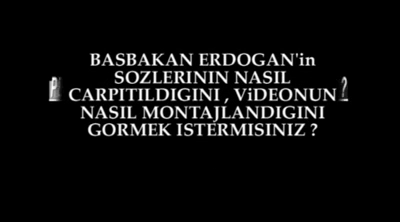 BASBAKAN ERDOGAN'in
SOZLERININ NASIL
CARPITILDIGINI , ViDEONUN
NASIL MONTAJLANDIGINI
GORMEK ISTERMISINIZ ?